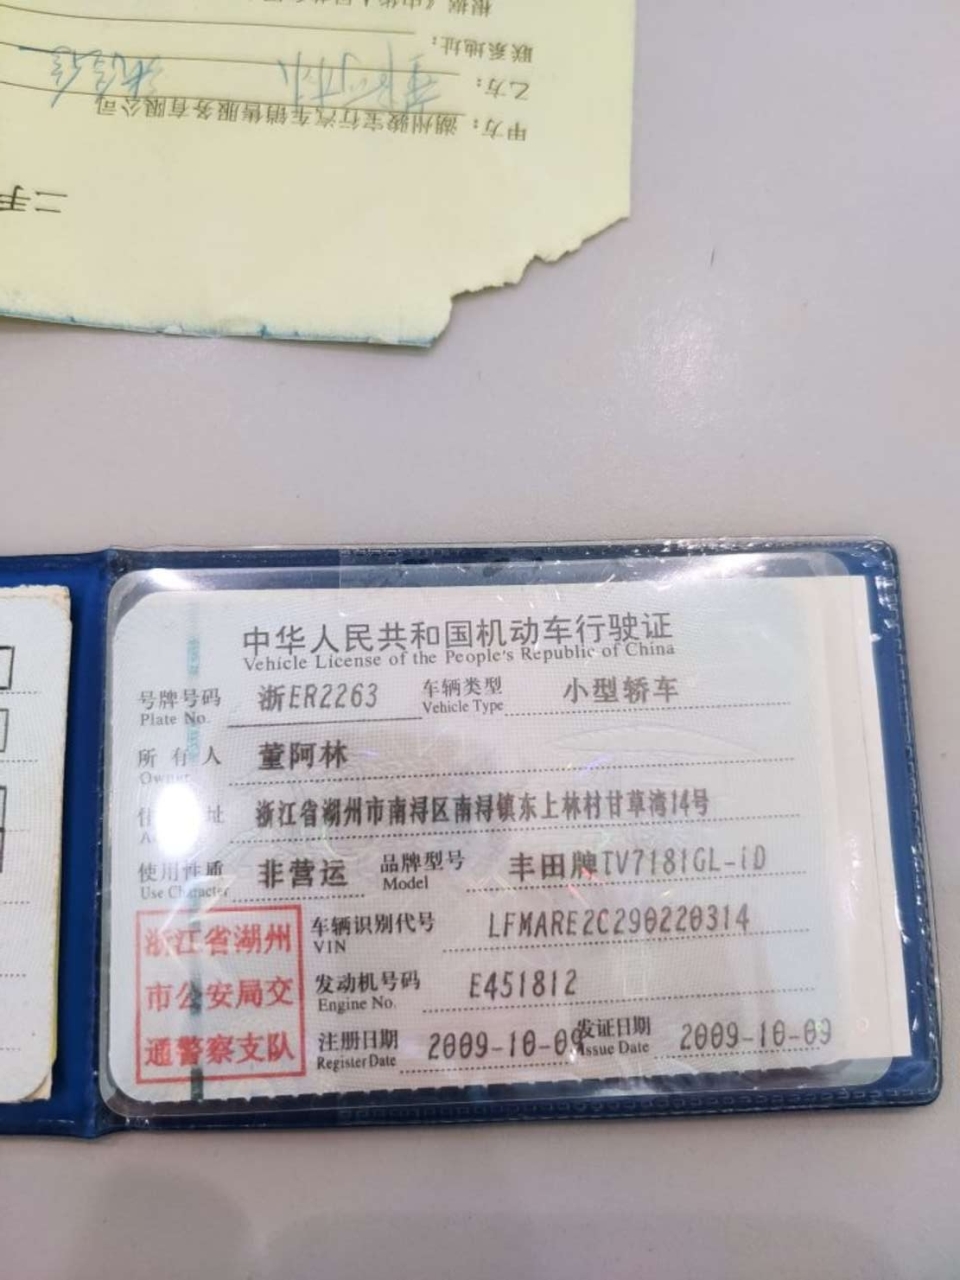 二手
甲方：湖州骏宝行汽车销售服务有限公司
乙方：
联系地址：
中华人民共和国机动车行驶证
Vehicle License of the People's Republic of China
号牌号码 浙ER2263 车辆类型 小型轿车
Plate No. Vehicle Type
所有人 董阿林
Owner
住址 浙江省湖州市南浔区南浔镇东上林村甘草湾14号
使用性质 非营运 品牌型号 丰田牌TV7181GL-iD
Use Character Model
浙江省湖州
市公安局交
通警察支队
车辆识别代号 LFMARE2C290220314
VIN
发动机号码 E451812
Engine No.
注册日期 2009-10-09 发证日期 2009-10-09
Register Date Issue Date